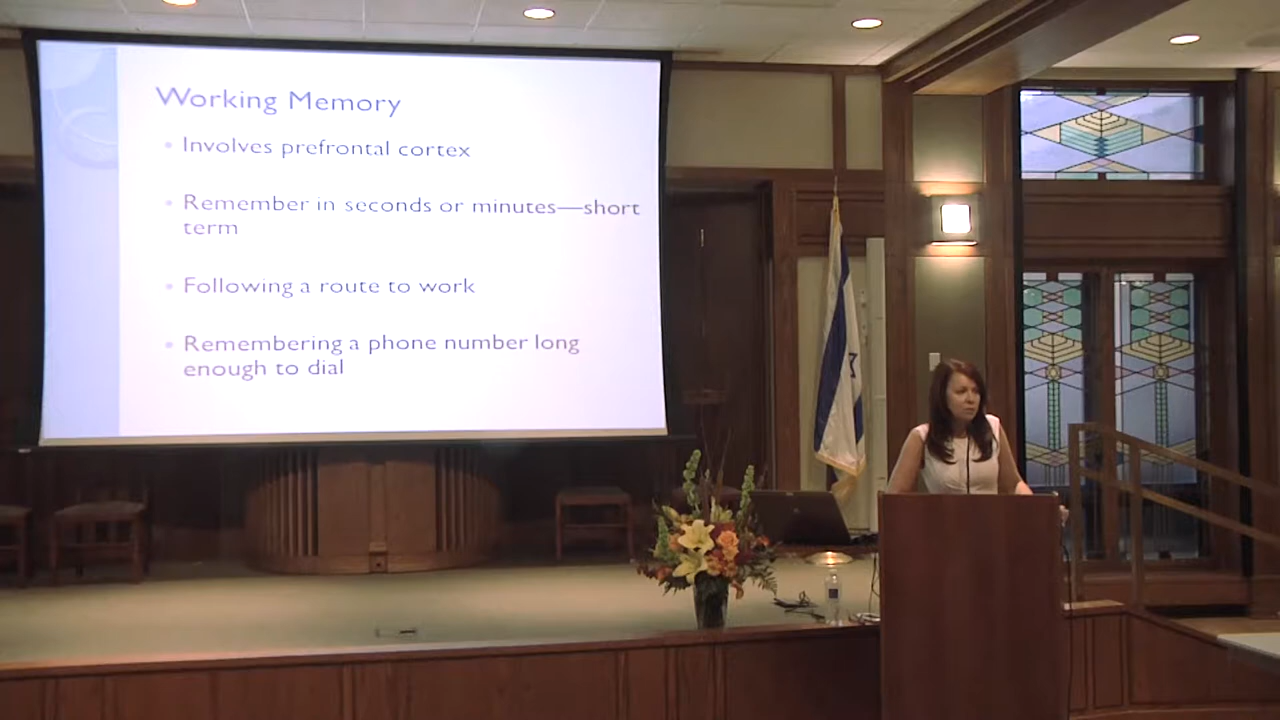 Working Memory
• Involves prefrontal cortex
• Remember in seconds or minutes—short
term
• Following a route to work
• Remembering a phone number long
enough to dial